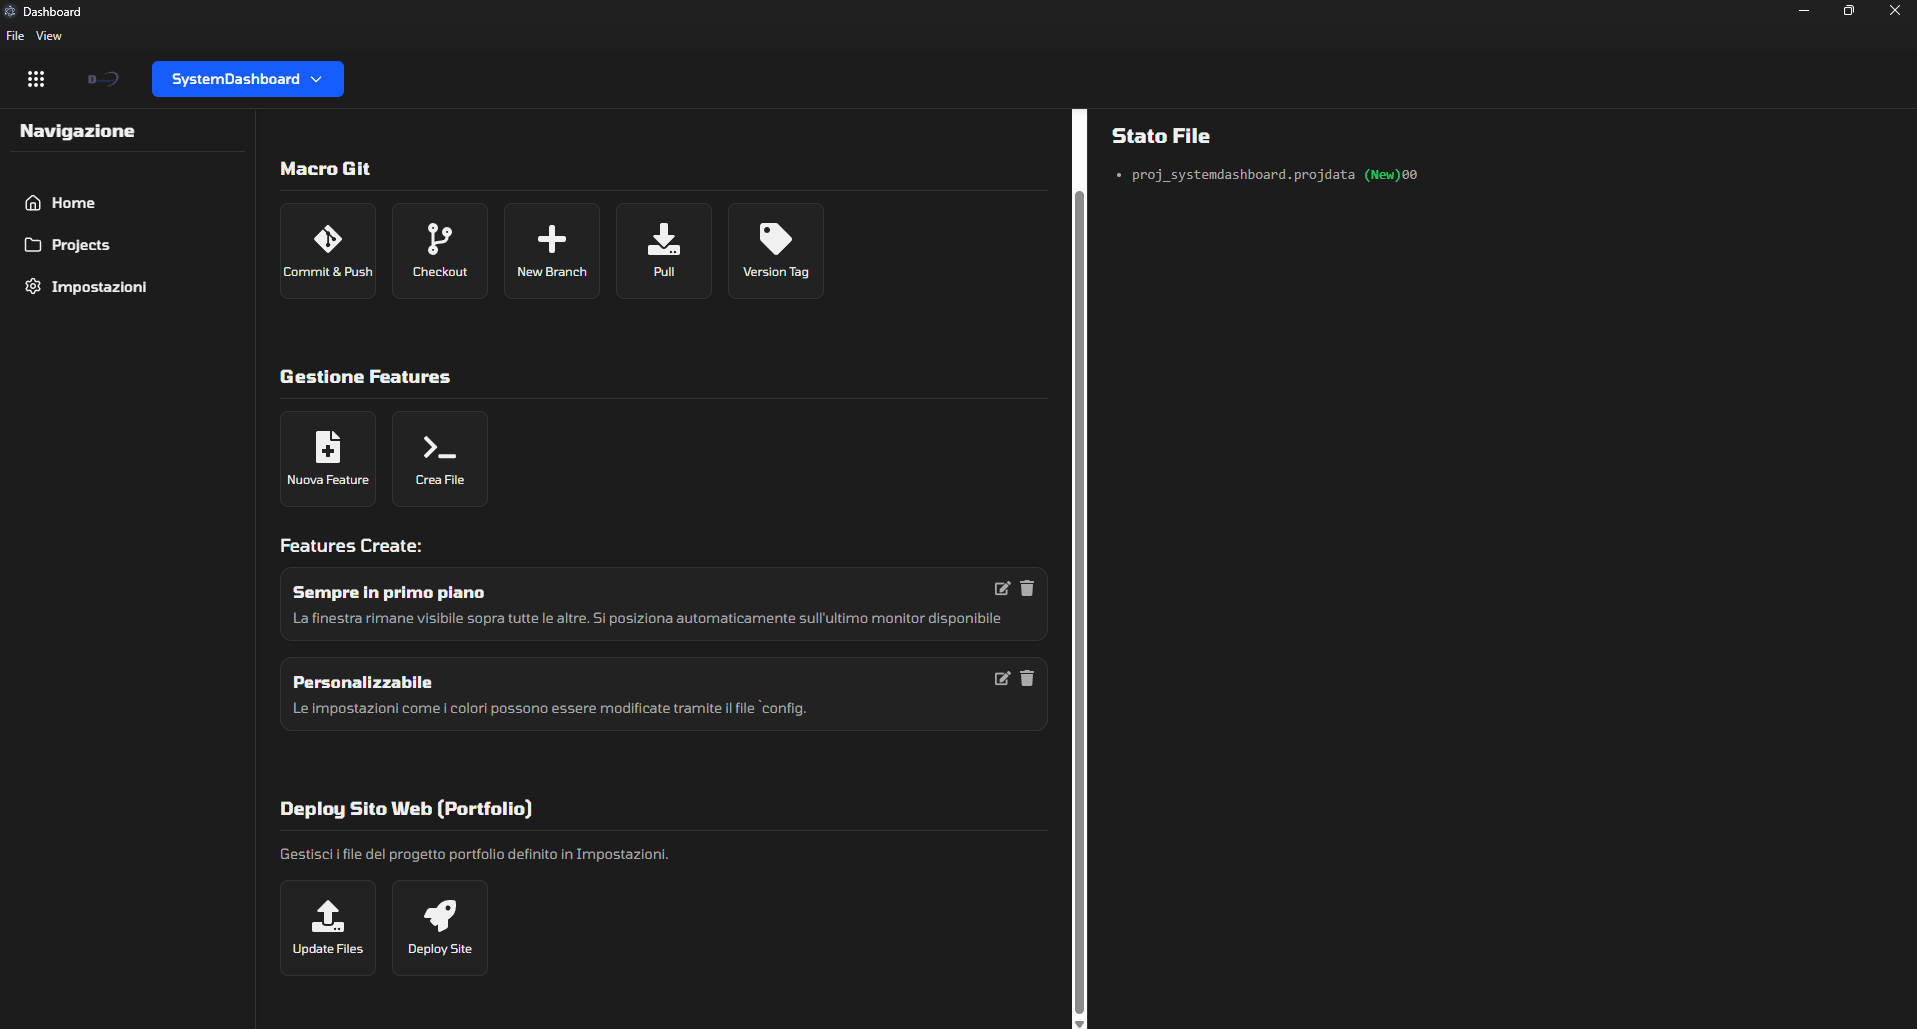 Dashboard
File View
SystemDashboard
Navigazione
Home
Projects
Impostazioni
Macro Git
Commit & Push
Checkout
New Branch
Pull
Version Tag
Gestione Features
Nuova Feature
Crea File
Features Create:
Sempre in primo piano
La finestra rimane visibile sopra tutte le altre. Si posiziona automaticamente sull'ultimo monitor disponibile
Personalizzabile
Le impostazioni come i colori possono essere modificate tramite il file `config.
Deploy Sito Web (Portfolio)
Gestisci i file del progetto portfolio definito in Impostazioni.
Update Files
Deploy Site
Stato File
• proj_systemdashboard.projdata (New)00